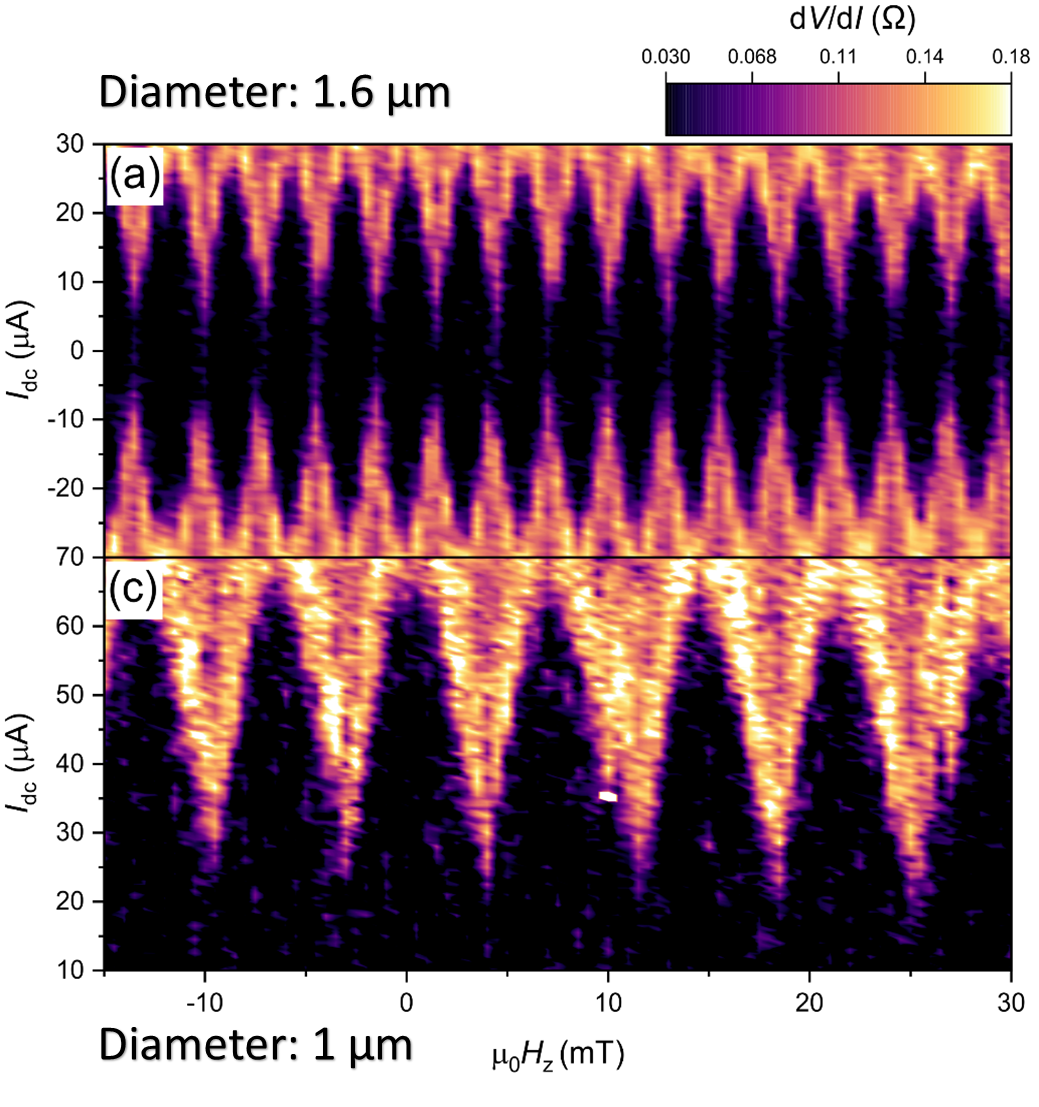 dV/dI (Ω)
0.030 0.068 0.11 0.14 0.18
Diameter: 1.6 µm
(a)
30
20
10
0
-10
-20
Idc (µA)
70
(c)
60
50
40
30
20
10
Idc (µA)
-10 0 10 20 30
Diameter: 1 µm
µ0Hz (mT)